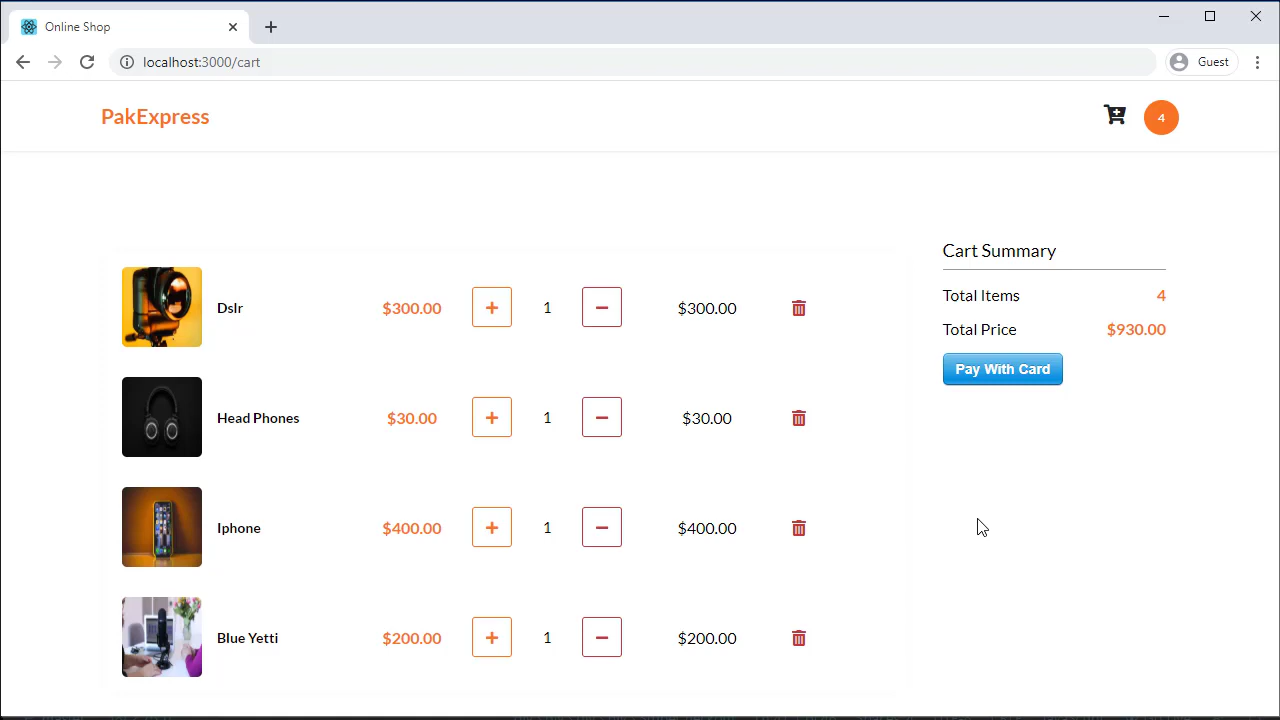 Online Shop
localhost:3000/cart
Guest
PakExpress
4
Dslr $300.00 + 1 − $300.00
Head Phones $30.00 + 1 − $30.00
Iphone $400.00 + 1 − $400.00
Blue Yetti $200.00 + 1 − $200.00
Cart Summary
Total Items 4
Total Price $930.00
Pay With Card